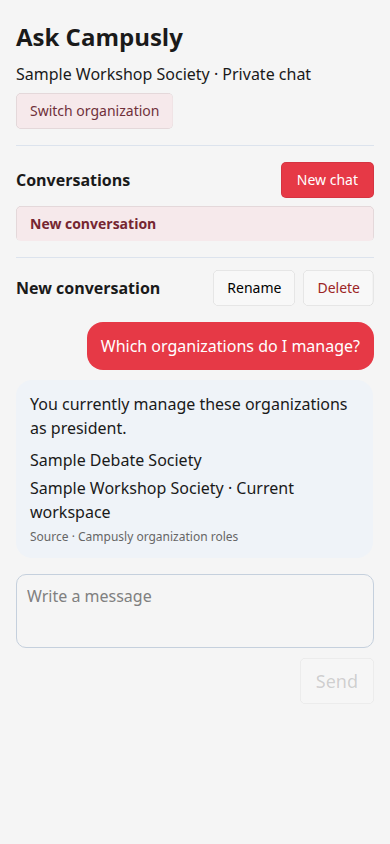 Ask Campusly
Sample Workshop Society · Private chat
Switch organization
Conversations
New chat
New conversation
New conversation
Rename
Delete
Which organizations do I manage?
You currently manage these organizations
as president.
Sample Debate Society
Sample Workshop Society · Current
workspace
Source · Campusly organization roles
Write a message
Send